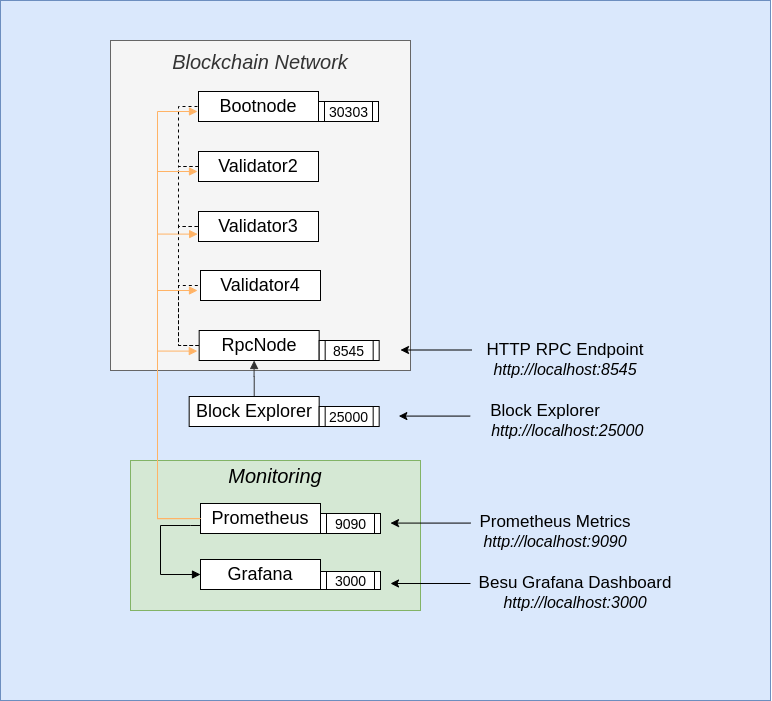 Blockchain Network
Bootnode
30303
Validator2
Validator3
Validator4
RpcNode
8545
HTTP RPC Endpoint
http://localhost:8545
Block Explorer
25000
Block Explorer
http://localhost:25000
Monitoring
Prometheus
9090
Prometheus Metrics
http://localhost:9090
Grafana
3000
Besu Grafana Dashboard
http://localhost:3000